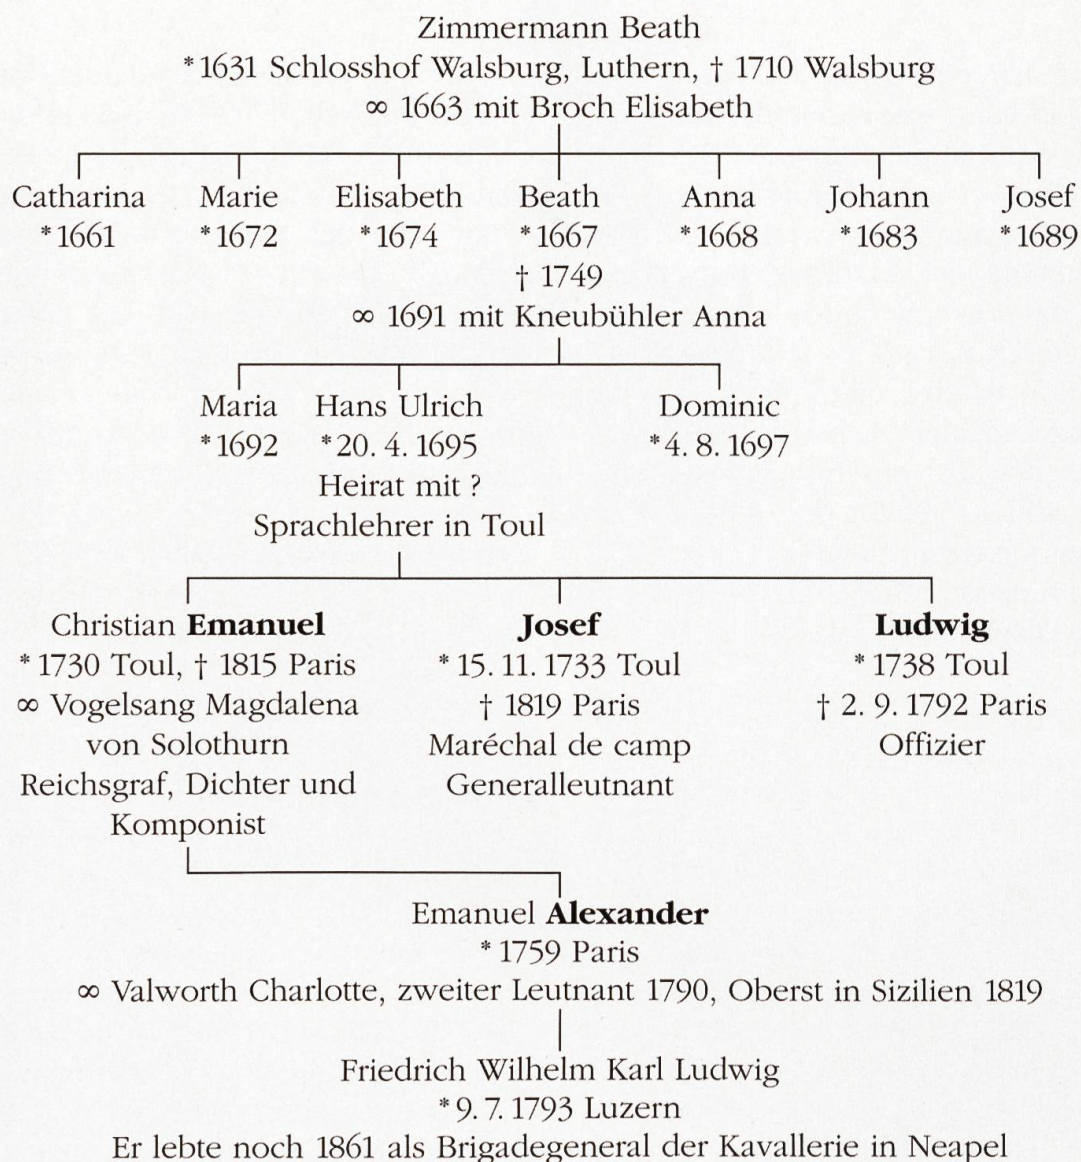 Zimmermann Beath
* 1631 Schlosshof Walsburg, Luthern, † 1710 Walsburg
∞ 1663 mit Broch Elisabeth
Catharina Marie Elisabeth Beath Anna Johann Josef
* 1661 * 1672 * 1674 * 1667 * 1668 * 1683 * 1689
† 1749
∞ 1691 mit Kneubühler Anna
Maria Hans Ulrich Dominic
* 1692 * 20. 4. 1695 * 4. 8. 1697
Heirat mit ?
Sprachlehrer in Toul
Christian Emanuel Josef Ludwig
* 1730 Toul, † 1815 Paris * 15. 11. 1733 Toul * 1738 Toul
∞ Vogelsang Magdalena † 1819 Paris † 2. 9. 1792 Paris
von Solothurn Maréchal de camp Offizier
Reichsgraf, Dichter und Generalleutnant
Komponist
Emanuel Alexander
* 1759 Paris
∞ Valworth Charlotte, zweiter Leutnant 1790, Oberst in Sizilien 1819
Friedrich Wilhelm Karl Ludwig
* 9. 7. 1793 Luzern
Er lebte noch 1861 als Brigadegeneral der Kavallerie in Neapel